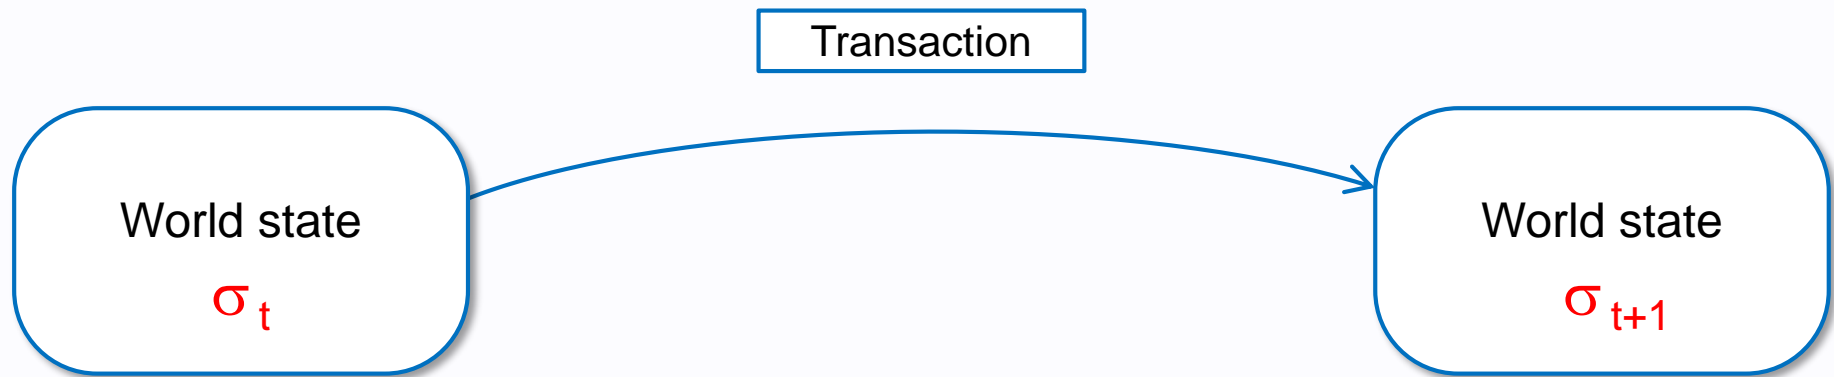 Transaction
World state
σ t
World state
σ t+1